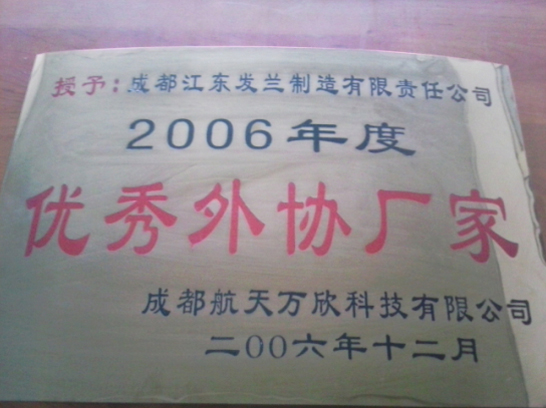 授予：成都江东发兰制造有限责任公司
2006年度
优秀外协厂家
成都航天万欣科技有限公司
二00六年十二月